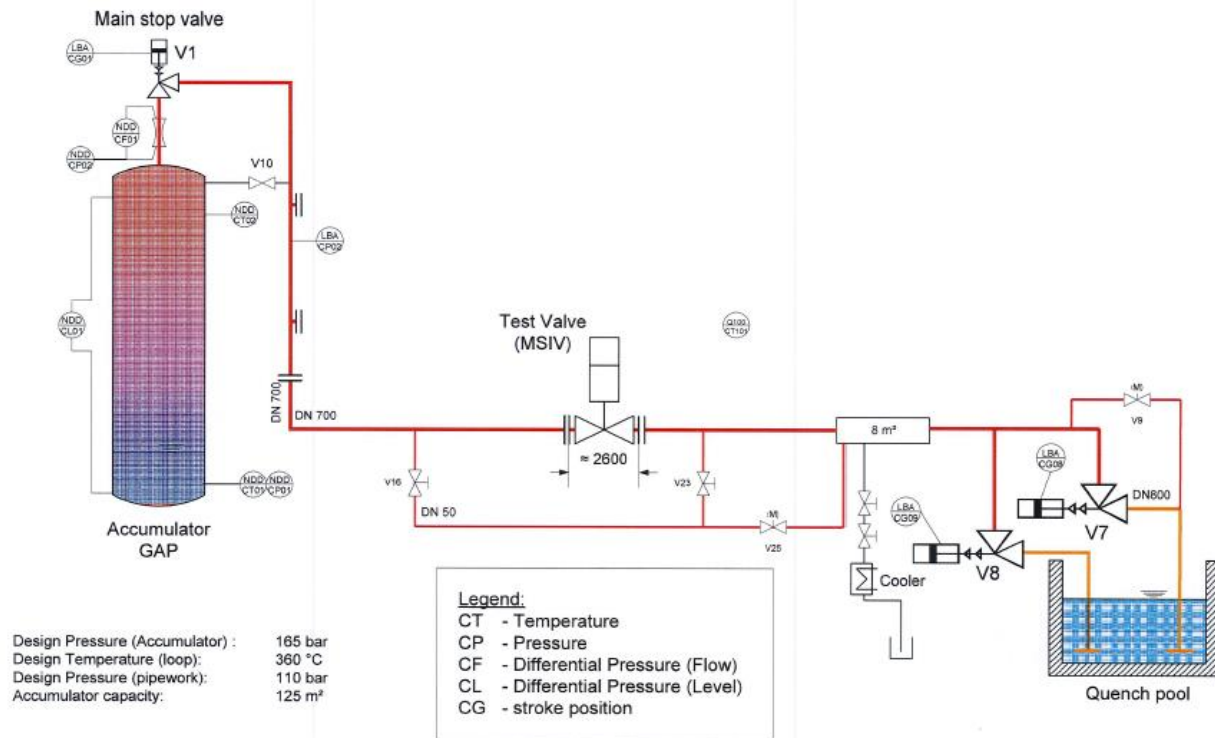 Main stop valve
LBA
CG01
V1
NDD
CF01
NDD
CP02
V10
NDD
CT02
LBA
CP02
NDD
CL01
Test Valve
(MSIV)
Q100
CT101
DN 700
DN 700
(M)
V9
8 m²
≈ 2600
LBA
CG08
V16
V23
DN800
NDD
CT01
NDD
CP01
DN 50
(M)
V25
LBA
CG09
V7
V8
Accumulator
GAP
Cooler
Legend:
CT - Temperature
CP - Pressure
CF - Differential Pressure (Flow)
CL - Differential Pressure (Level)
CG - stroke position
Design Pressure (Accumulator) : 165 bar
Design Temperature (loop): 360 °C
Design Pressure (pipework): 110 bar
Accumulator capacity: 125 m²
Quench pool